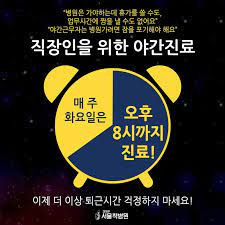 "병원은 가야하는데 휴가를 쓸 수도,
업무시간에 짬을 낼 수도 없어요"
"야간근무자는 병원가려면 잠을 포기해야 해요"
직장인을 위한 야간진료
매 주
화요일은
오후
8시까지
진료!
이제 더 이상 퇴근시간 걱정하지 마세요!
서울척병원